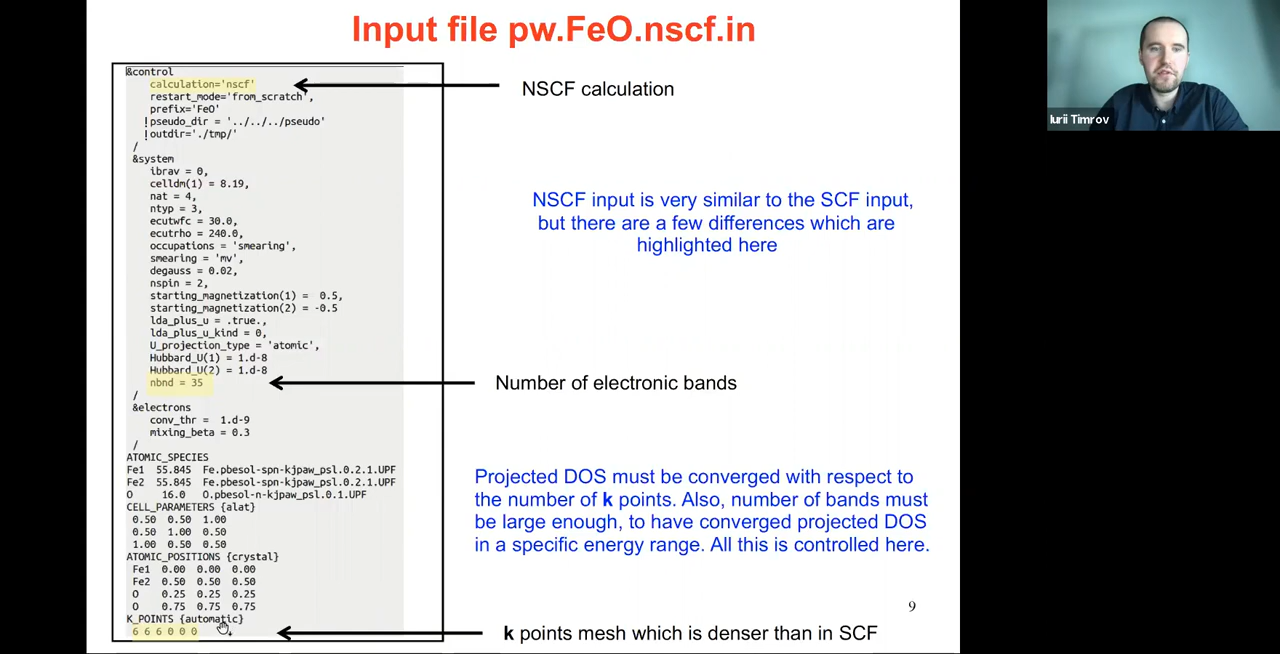 Input file pw.FeO.nscf.in
&control
calculation='nscf'
restart_mode='from_scratch',
prefix='FeO'
!pseudo_dir = '../../../pseudo'
!outdir='./tmp/'
/
&system
ibrav = 0,
celldm(1) = 8.19,
nat = 4,
ntyp = 3,
ecutwfc = 30.0,
ecutrho = 240.0,
occupations = 'smearing',
smearing = 'mv',
degauss = 0.02,
nspin = 2,
starting_magnetization(1) = 0.5,
starting_magnetization(2) = -0.5
lda_plus_u = .true.,
lda_plus_u_kind = 0,
U_projection_type = 'atomic',
Hubbard_U(1) = 1.d-8
Hubbard_U(2) = 1.d-8
nbnd = 35
/
&electrons
conv_thr = 1.d-9
mixing_beta = 0.3
/
ATOMIC_SPECIES
Fe1 55.845 Fe.pbesol-spn-kjpaw_psl.0.2.1.UPF
Fe2 55.845 Fe.pbesol-spn-kjpaw_psl.0.2.1.UPF
O 16.0 O.pbesol-n-kjpaw_psl.0.1.UPF
CELL_PARAMETERS {alat}
0.50 0.50 1.00
0.50 1.00 0.50
1.00 0.50 0.50
ATOMIC_POSITIONS {crystal}
Fe1 0.00 0.00 0.00
Fe2 0.50 0.50 0.50
O 0.25 0.25 0.25
O 0.75 0.75 0.75
K_POINTS {automatic}
6 6 6 0 0 0
NSCF calculation
NSCF input is very similar to the SCF input,
but there are a few differences which are
highlighted here
Number of electronic bands
Projected DOS must be converged with respect to
the number of k points. Also, number of bands must
be large enough, to have converged projected DOS
in a specific energy range. All this is controlled here.
9
k points mesh which is denser than in SCF
Iurii Timrov